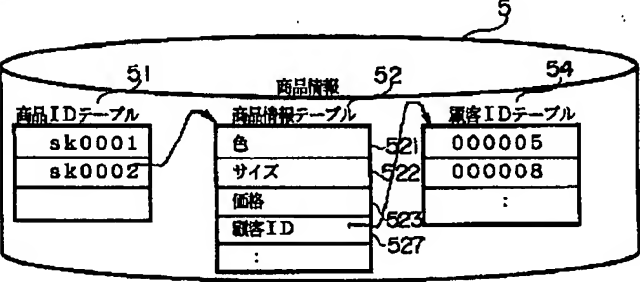 5
商品情報
51
52
54
商品IDテーブル
商品情報テーブル
顧客IDテーブル
sk0001
sk0002
色
521
サイズ
522
価格
523
顧客ID
527
:
000005
000008
: